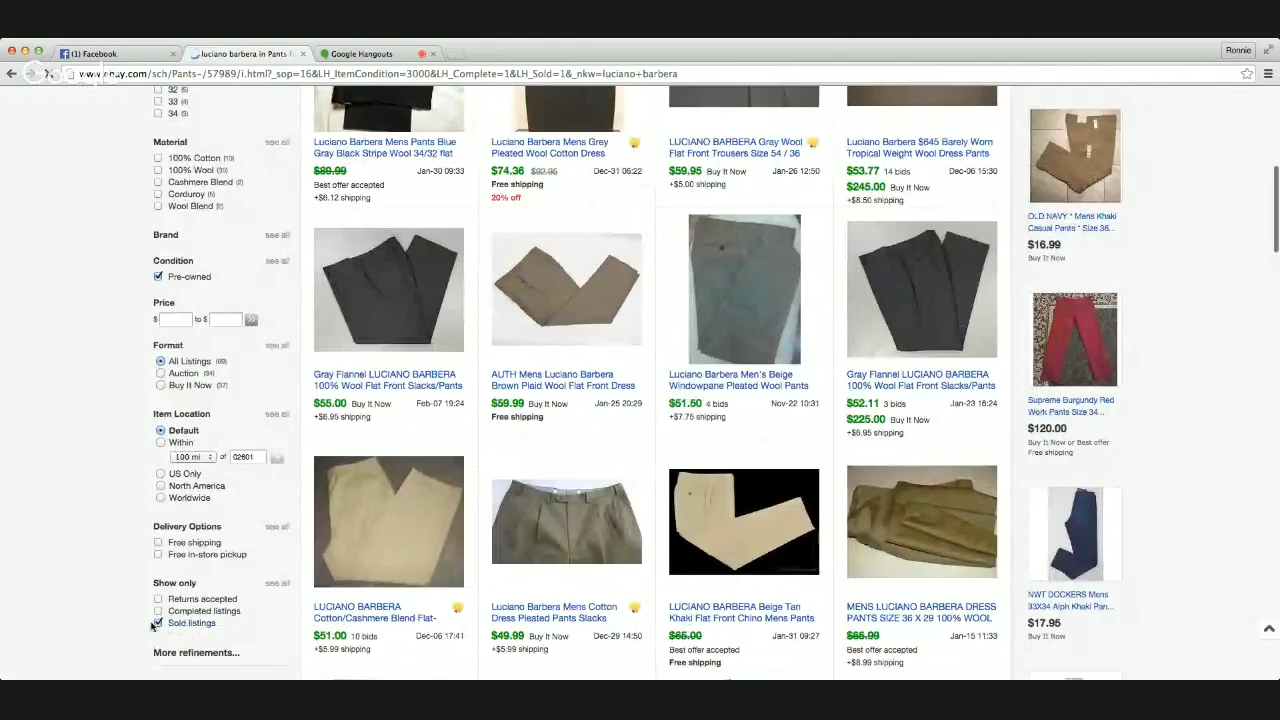 (1) Facebook
luciano barbera in Pants
Google Hangouts
Ronnie
www.ebay.com/sch/Pants-/57989/i.html?_sop=16&LH_ItemCondition=3000&LH_Complete=1&LH_Sold=1&_nkw=luciano+barbera
32
33 (4)
34
Material see all
100% Cotton
100% Wool
Cashmere Blend (2)
Corduroy
Wool Blend (2)
Brand see all
Condition see all
Pre-owned
Price
$ to $
Format see all
All Listings
Auction (34)
Buy It Now (37)
Item Location see all
Default
Within
100 mi of 02601
US Only
North America
Worldwide
Delivery Options see all
Free shipping
Free in-store pickup
Show only see all
Returns accepted
Completed listings
Sold listings
More refinements...
Luciano Barbera Mens Pants Blue
Gray Black Stripe Wool 34/32 flat
$89.99 Jan-30 09:33
Best offer accepted
+$6.12 shipping
Luciano Barbera Mens Grey
Pleated Wool Cotton Dress
$74.36 $92.95 Dec-31 06:22
Free shipping
20% off
LUCIANO BARBERA Gray Wool
Flat Front Trousers Size 54 / 36
$59.95 Buy It Now Jan-26 12:50
+$5.00 shipping
Luciano Barbera $645 Barely Worn
Tropical Weight Wool Dress Pants
$53.77 14 bids Dec-06 15:30
$245.00 Buy It Now
+$8.50 shipping
Gray Flannel LUCIANO BARBERA
100% Wool Flat Front Slacks/Pants
$55.00 Buy It Now Feb-07 19:24
+$6.95 shipping
AUTH Mens Luciano Barbera
Brown Plaid Wool Flat Front Dress
$59.99 Buy It Now Jan-25 20:29
Free shipping
Luciano Barbera Men's Beige
Windowpane Pleated Wool Pants
$51.50 4 bids Nov-22 10:31
+$7.75 shipping
Gray Flannel LUCIANO BARBERA
100% Wool Flat Front Slacks/Pants
$52.11 3 bids Jan-23 16:24
$225.00 Buy It Now
+$6.95 shipping
LUCIANO BARBERA
Cotton/Cashmere Blend Flat-
$51.00 10 bids Dec-06 17:41
+$5.99 shipping
Luciano Barbera Mens Cotton
Dress Pleated Pants Slacks
$49.99 Buy It Now Dec-29 14:50
+$5.99 shipping
LUCIANO BARBERA Beige Tan
Khaki Flat Front Chino Mens Pants
$65.00 Jan-31 09:27
Best offer accepted
Free shipping
MENS LUCIANO BARBERA DRESS
PANTS SIZE 36 X 29 100% WOOL
$65.99 Jan-15 11:33
Best offer accepted
+$8.99 shipping
OLD NAVY * Mens Khaki
Casual Pants * Size 36...
$16.99
Buy It Now
Supreme Burgundy Red
Work Pants Size 34...
$120.00
Buy It Now or Best offer
Free shipping
NWT DOCKERS Mens
33X34 Alph Khaki Pan...
$17.95
Buy It Now